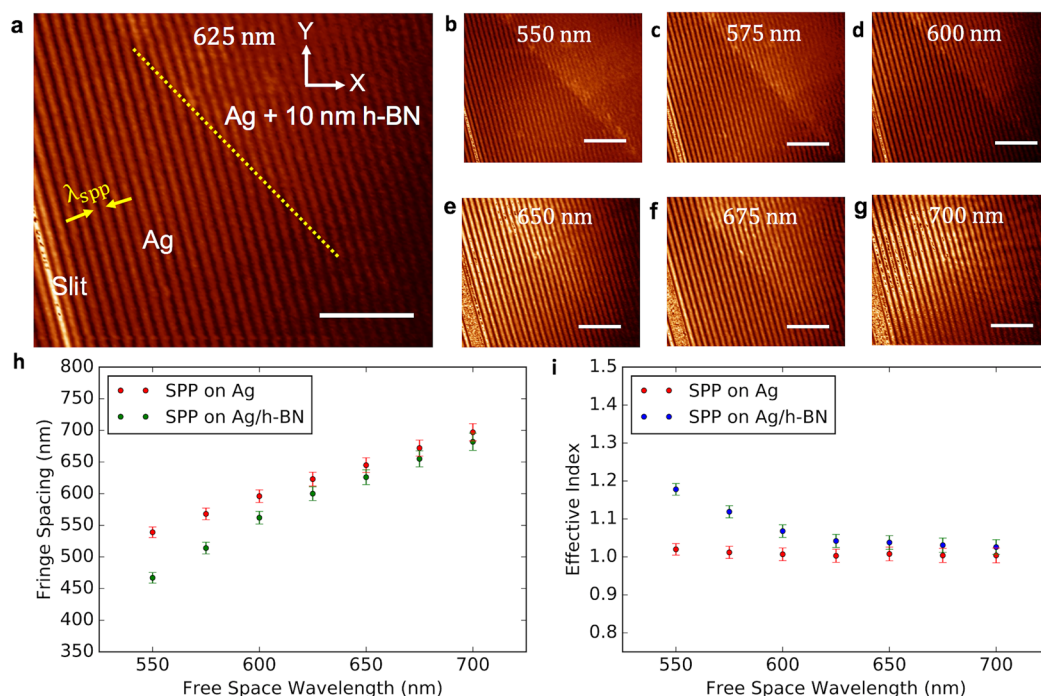 a
625 nm
Y
X
Ag + 10 nm h-BN
λspp
Ag
Slit
b
550 nm
c
575 nm
d
600 nm
e
650 nm
f
675 nm
g
700 nm
h
800
750
700
650
600
550
500
450
400
350
550
600
650
700
Fringe Spacing (nm)
Free Space Wavelength (nm)
SPP on Ag
SPP on Ag/h-BN
i
1.5
1.4
1.3
1.2
1.1
1.0
0.9
0.8
550
600
650
700
Effective Index
Free Space Wavelength (nm)
SPP on Ag
SPP on Ag/h-BN